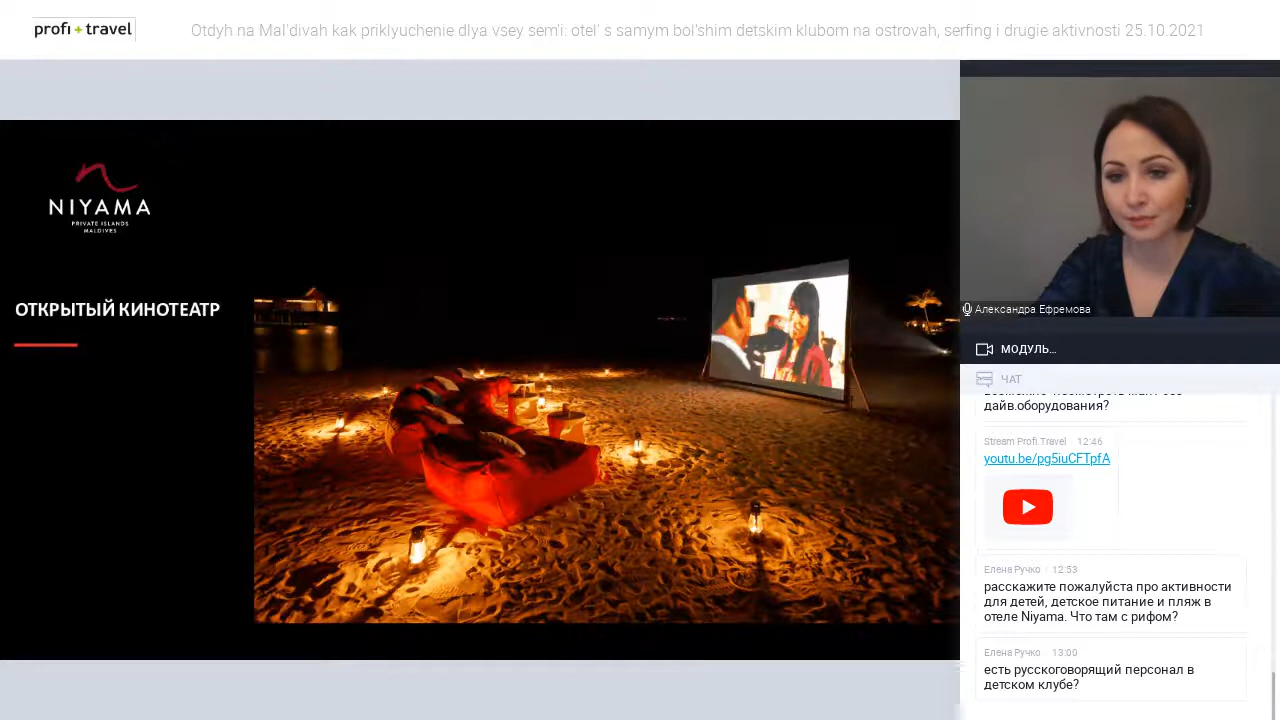 profi + travel
Otdyh na Mal'divah kak priklyuchenie dlya vsey sem'i: otel' s samym bol'shim detskim klubom na ostrovah, serfing i drugie aktivnosti 25.10.2021
NIYAMA
PRIVATE ISLANDS
MALDIVES
ОТКРЫТЫЙ КИНОТЕАТР
Александра Ефремова
МОДУЛЬ...
ЧАТ
дайв.оборудования?
Stream Profi.Travel 12:46
youtu.be/pg5iuCFTpfA
Елена Ручко 12:53
расскажите пожалуйста про активности
для детей, детское питание и пляж в
отеле Niyama. Что там с рифом?
Елена Ручко 13:00
есть русскоговорящий персонал в
детском клубе?